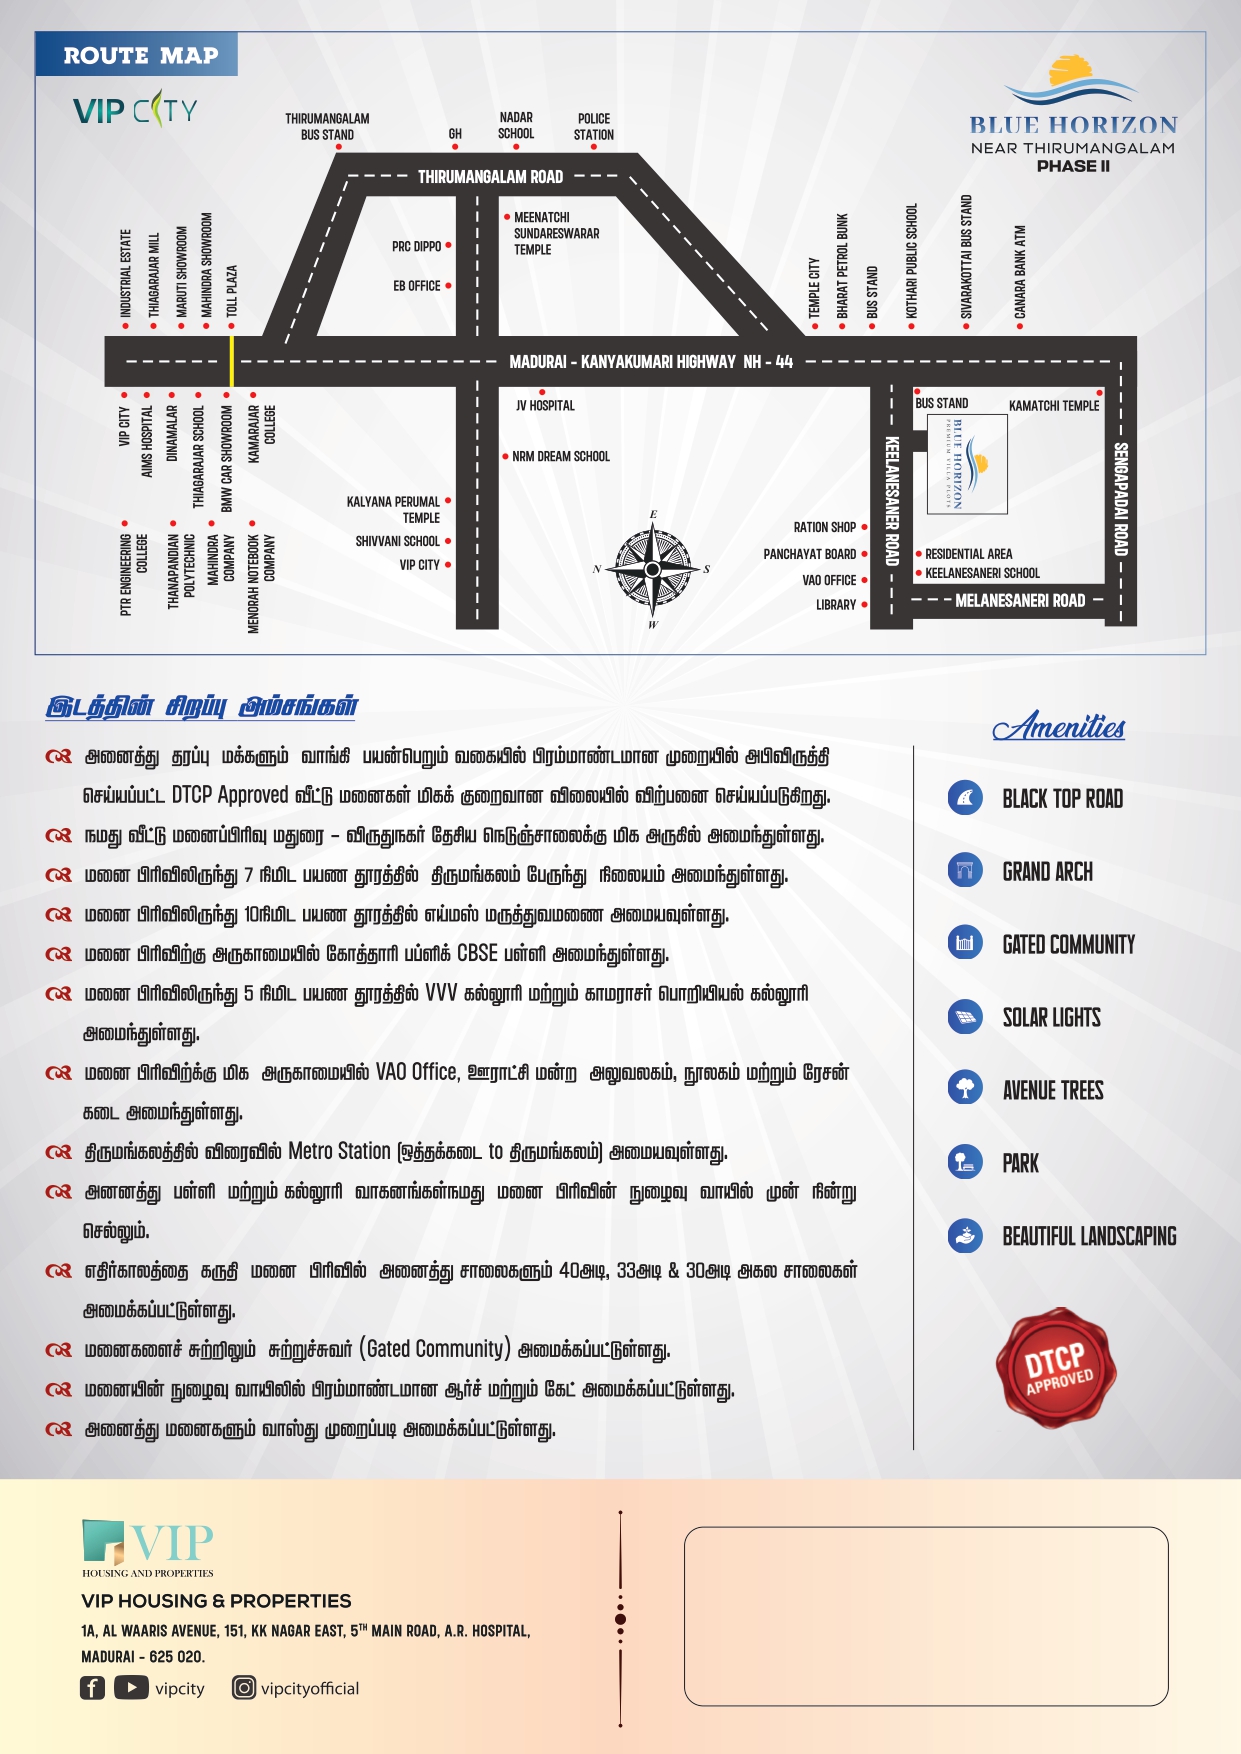 ROUTE MAP
VIP CITY
BLUE HORIZON
NEAR THIRUMANGALAM
PHASE II
THIRUMANGALAM
BUS STAND
GH
NADAR
SCHOOL
POLICE
STATION
THIRUMANGALAM ROAD
MEENATCHI
SUNDARESWARAR
TEMPLE
PRC DIPPO
EB OFFICE
INDUSTRIAL ESTATE
THIAGARAJAR MILL
MARUTI SHOWROOM
MAHINDRA SHOWROOM
TOLL PLAZA
TEMPLE CITY
BHARAT PETROL BUNK
BUS STAND
KOTHARI PUBLIC SCHOOL
SIVARAKOTTAI BUS STAND
CANARA BANK ATM
MADURAI - KANYAKUMARI HIGHWAY NH - 44
VIP CITY
AIMS HOSPITAL
DINAMALAR
THIAGARAJAR SCHOOL
BMW CAR SHOWROOM
KAMARAJAR
COLLEGE
JV HOSPITAL
BUS STAND
KAMATCHI TEMPLE
BLUE HORIZON
PREMIUM VILLA PLOTS
KEELANESANER ROAD
SENGAPADAI ROAD
NRM DREAM SCHOOL
KALYANA PERUMAL
TEMPLE
SHIVVANI SCHOOL
VIP CITY
PTR ENGINEERING
COLLEGE
THANAPANDIAN
POLYTECHNIC
MAHINDRA
COMPANY
MENORAH NOTEBOOK
COMPANY
E
N
S
W
RATION SHOP
PANCHAYAT BOARD
VAO OFFICE
LIBRARY
RESIDENTIAL AREA
KEELANESANERI SCHOOL
MELANESANERI ROAD
இடத்தின் சிறப்பு அம்சங்கள்
அனைத்து தரப்பு மக்களும் வாங்கி பயன்பெறும் வகையில் பிரம்மாண்டமான முறையில் அபிவிருத்தி
செய்யப்பட்ட DTCP Approved வீட்டு மனைகள் மிகக் குறைவான விலையில் விற்பனை செய்யப்படுகிறது.
நமது வீட்டு மனைப்பிரிவு மதுரை – விருதுநகர் தேசிய நெடுஞ்சாலைக்கு மிக அருகில் அமைந்துள்ளது.
மனை பிரிவிலிருந்து 7 நிமிட பயண தூரத்தில் திருமங்கலம் பேருந்து நிலையம் அமைந்துள்ளது.
மனை பிரிவிலிருந்து 10நிமிட பயண தூரத்தில் எய்மஸ் மருத்துவமணை அமையவுள்ளது.
மனை பிரிவிற்கு அருகாமையில் கோத்தாரி பப்ளிக் CBSE பள்ளி அமைந்துள்ளது.
மனை பிரிவிலிருந்து 5 நிமிட பயண தூரத்தில் VVV கல்லூரி மற்றும் காமராசர் பொறியியல் கல்லூரி
அமைந்துள்ளது.
மனை பிரிவிற்க்கு மிக அருகாமையில் VAO Office, ஊராட்சி மன்ற அலுவலகம், நூலகம் மற்றும் ரேசன்
கடை அமைந்துள்ளது.
திருமங்கலத்தில் விரைவில் Metro Station (ஒத்தக்கடை to திருமங்கலம்) அமையவுள்ளது.
அனனத்து பள்ளி மற்றும் கல்லூரி வாகனங்கள்நமது மனை பிரிவின் நுழைவு வாயில் முன் நின்று
செல்லும்.
எதிர்காலத்தை கருதி மனை பிரிவில் அனைத்து சாலைகளும் 40அடி, 33அடி & 30அடி அகல சாலைகள்
அமைக்கப்பட்டுள்ளது.
மனைகளைச் சுற்றிலும் சுற்றுச்சுவர் (Gated Community) அமைக்கப்பட்டுள்ளது.
மனையின் நுழைவு வாயிலில் பிரம்மாண்டமான ஆர்ச் மற்றும் கேட் அமைக்கப்பட்டுள்ளது.
அனைத்து மனைகளும் வாஸ்து முறைப்படி அமைக்கப்பட்டுள்ளது.
Amenities
BLACK TOP ROAD
GRAND ARCH
GATED COMMUNITY
SOLAR LIGHTS
AVENUE TREES
PARK
BEAUTIFUL LANDSCAPING
DTCP
APPROVED
VIP
HOUSING AND PROPERTIES
VIP HOUSING & PROPERTIES
1A, AL WAARIS AVENUE, 151, KK NAGAR EAST, 5TH MAIN ROAD, A.R. HOSPITAL,
MADURAI - 625 020.
vipcity
vipcityofficial